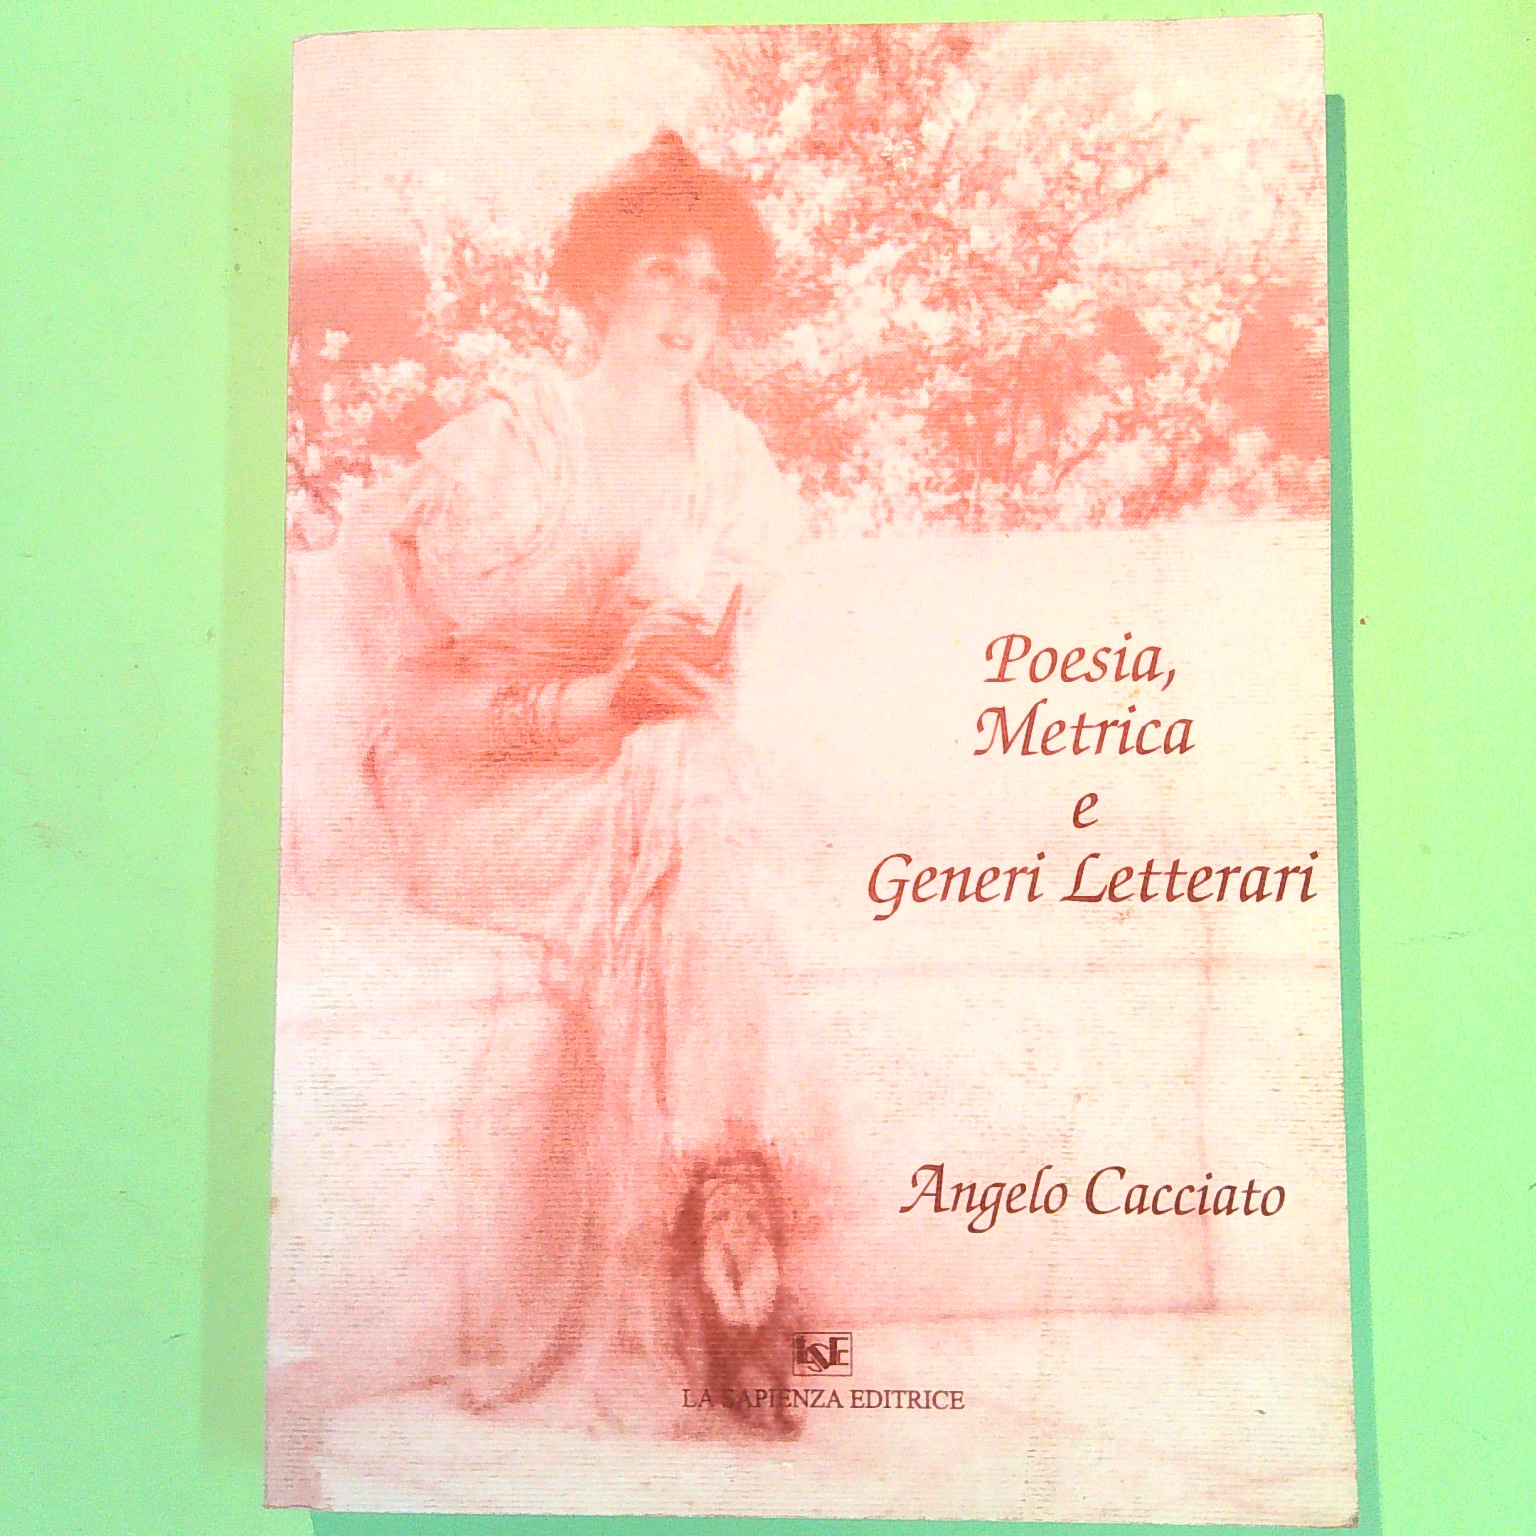 Poesia,
Metrica
e
Generi Letterari
Angelo Cacciato
LSE
LA SAPIENZA EDITRICE